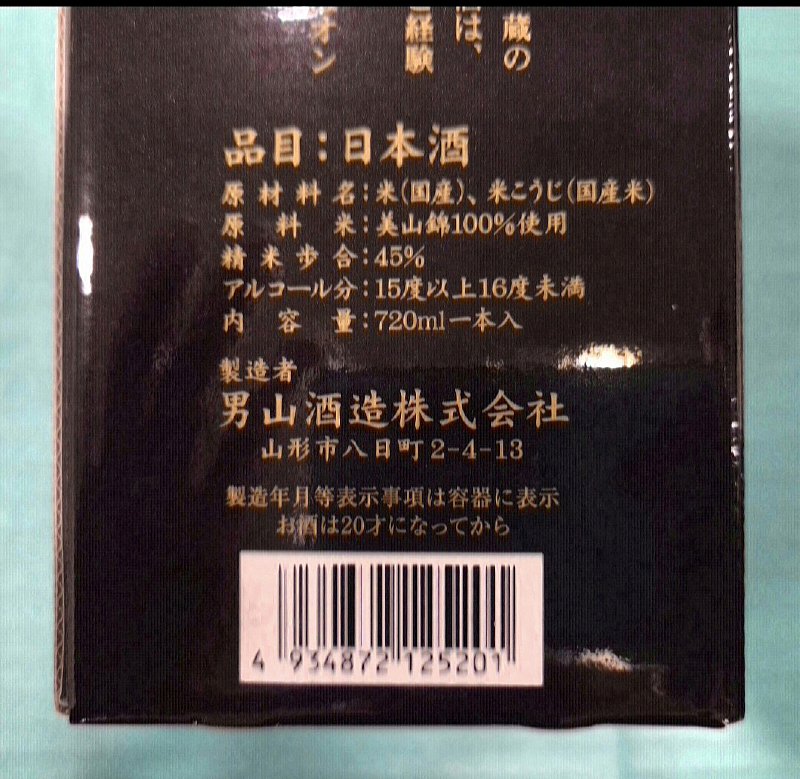 蔵の
は、
経験
オン
品目：日本酒
原材料名：米(国産)、米こうじ(国産米)
原料米：美山錦100%使用
精米歩合：45%
アルコール分：15度以上16度未満
内容量：720ml一本入
製造者
男山酒造株式会社
山形市八日町2-4-13
製造年月等表示事項は容器に表示
お酒は20才になってから
4 934872 125201